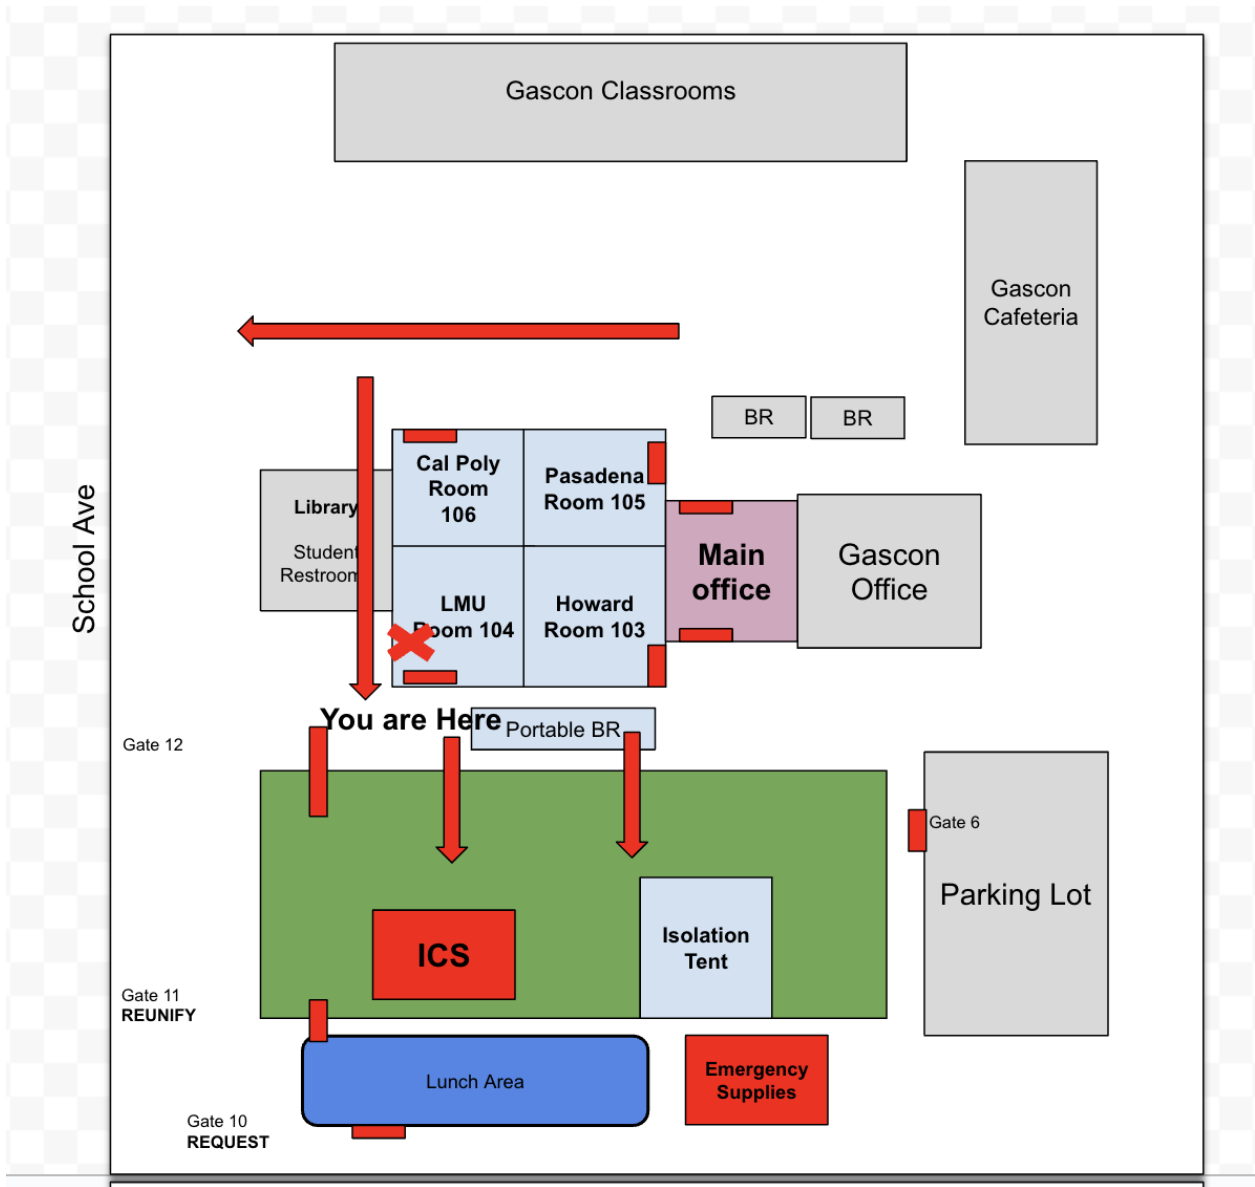 Gascon Classrooms
Gascon
Cafeteria
BR
BR
Cal Poly
Room
106
Pasadena
Room 105
Library
Student
Restroom
Main
office
Gascon
Office
School Ave
LMU
Room 104
Howard
Room 103
You are Here
Portable BR
Gate 12
Gate 6
Parking Lot
Isolation
Tent
ICS
Gate 11
REUNIFY
Lunch Area
Emergency
Supplies
Gate 10
REQUEST